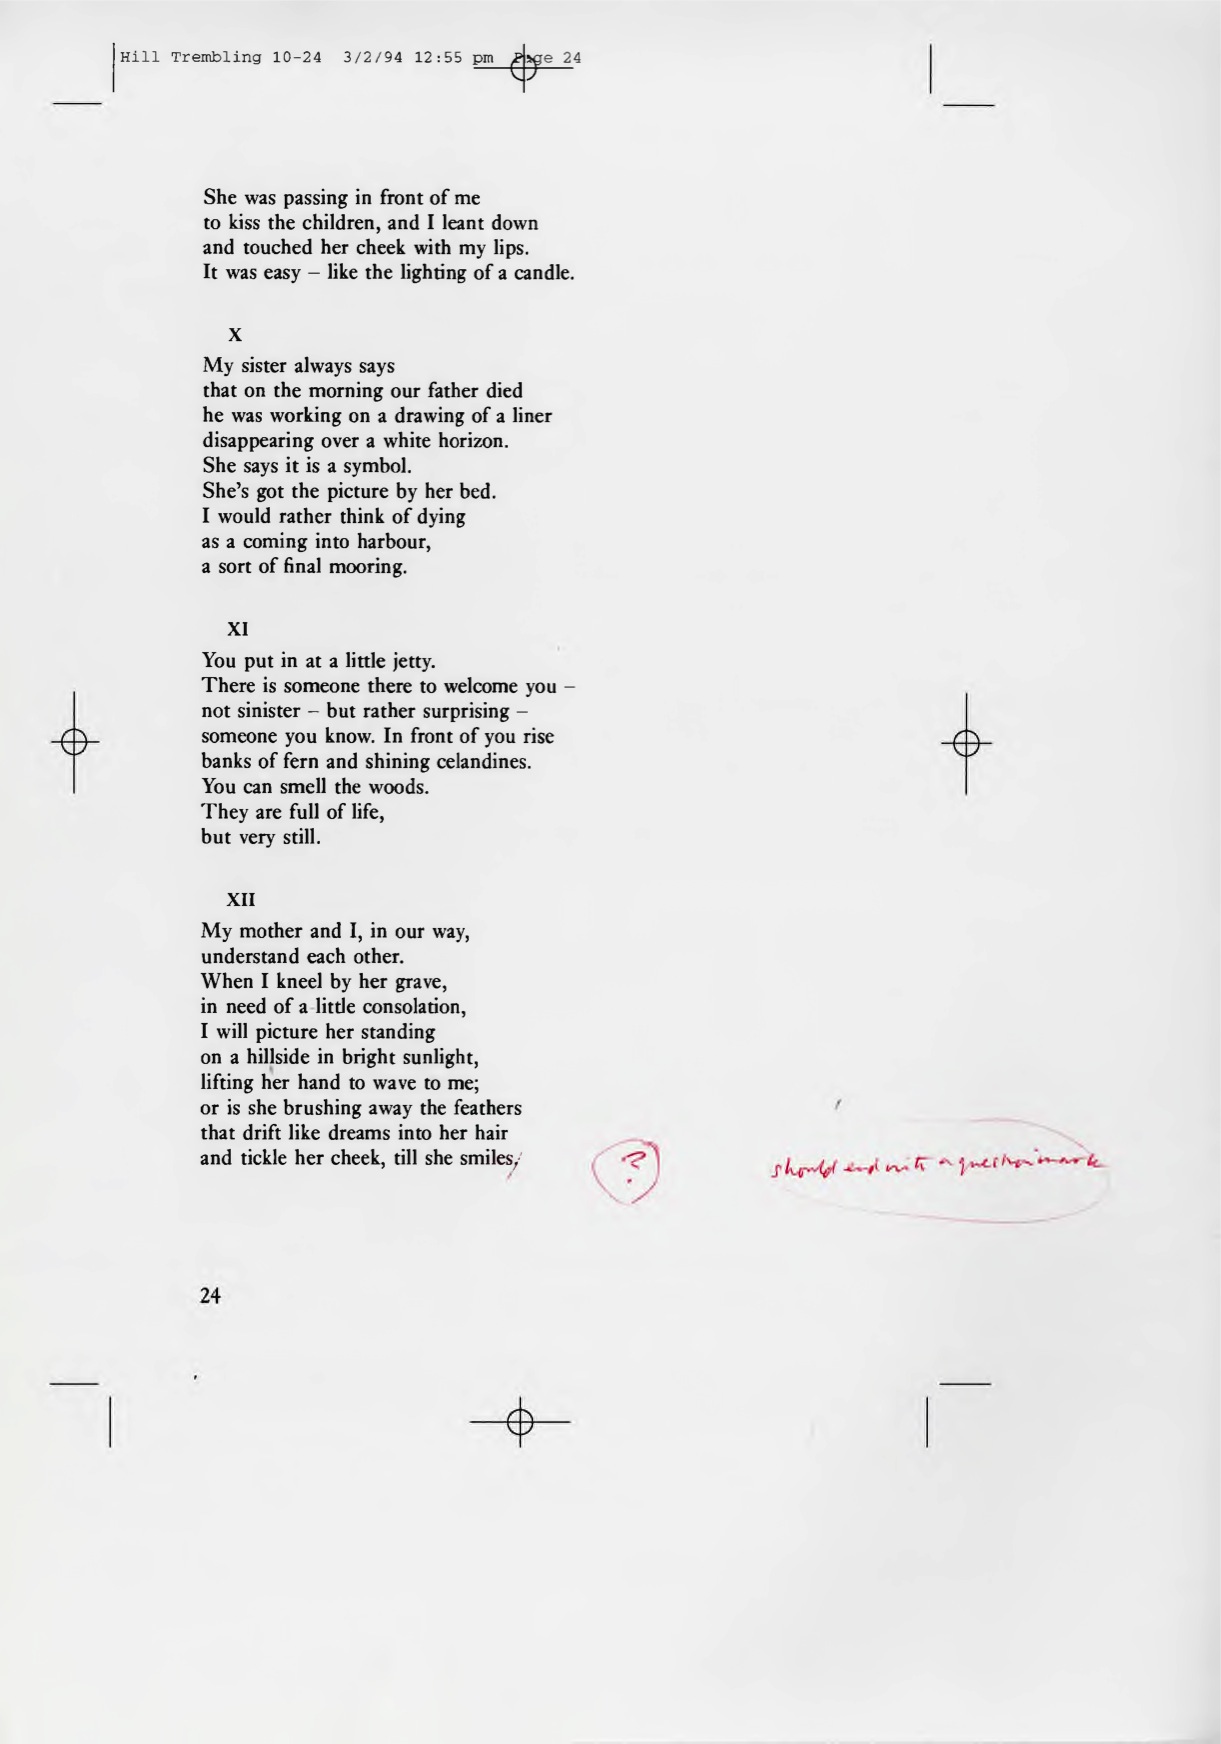 Hill Trembling 10-24 3/2/94 12:55 pm Page 24
She was passing in front of me
to kiss the children, and I leant down
and touched her cheek with my lips.
It was easy – like the lighting of a candle.
X
My sister always says
that on the morning our father died
he was working on a drawing of a liner
disappearing over a white horizon.
She says it is a symbol.
She's got the picture by her bed.
I would rather think of dying
as a coming into harbour,
a sort of final mooring.
XI
You put in at a little jetty.
There is someone there to welcome you –
not sinister – but rather surprising –
someone you know. In front of you rise
banks of fern and shining celandines.
You can smell the woods.
They are full of life,
but very still.
XII
My mother and I, in our way,
understand each other.
When I kneel by her grave,
in need of a little consolation,
I will picture her standing
on a hillside in bright sunlight,
lifting her hand to wave to me;
or is she brushing away the feathers
that drift like dreams into her hair
and tickle her cheek, till she smiles.
?
should end with a question mark
24